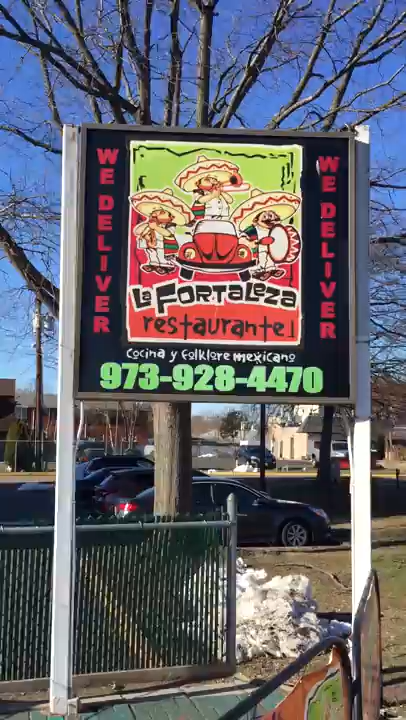 WE DELIVER
WE DELIVER
La FORTaLeZa
restaurante
cocina y folklore mexicano
973-928-4470